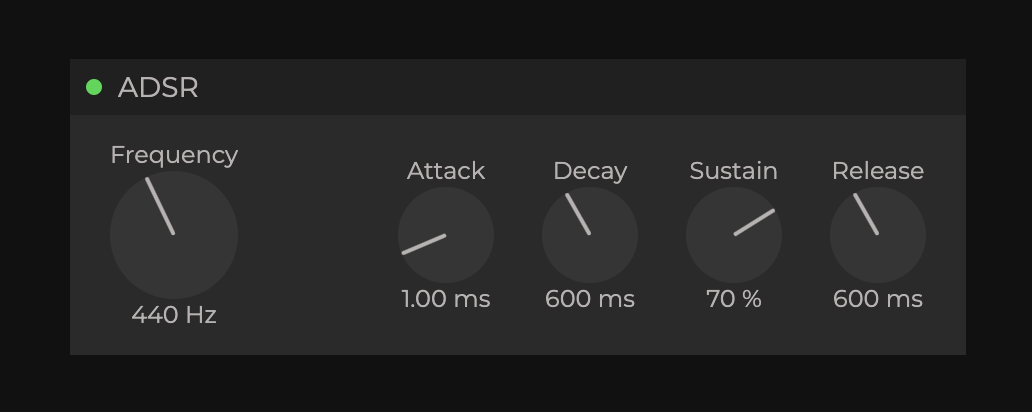 ADSR
Frequency
440 Hz
Attack
1.00 ms
Decay
600 ms
Sustain
70 %
Release
600 ms